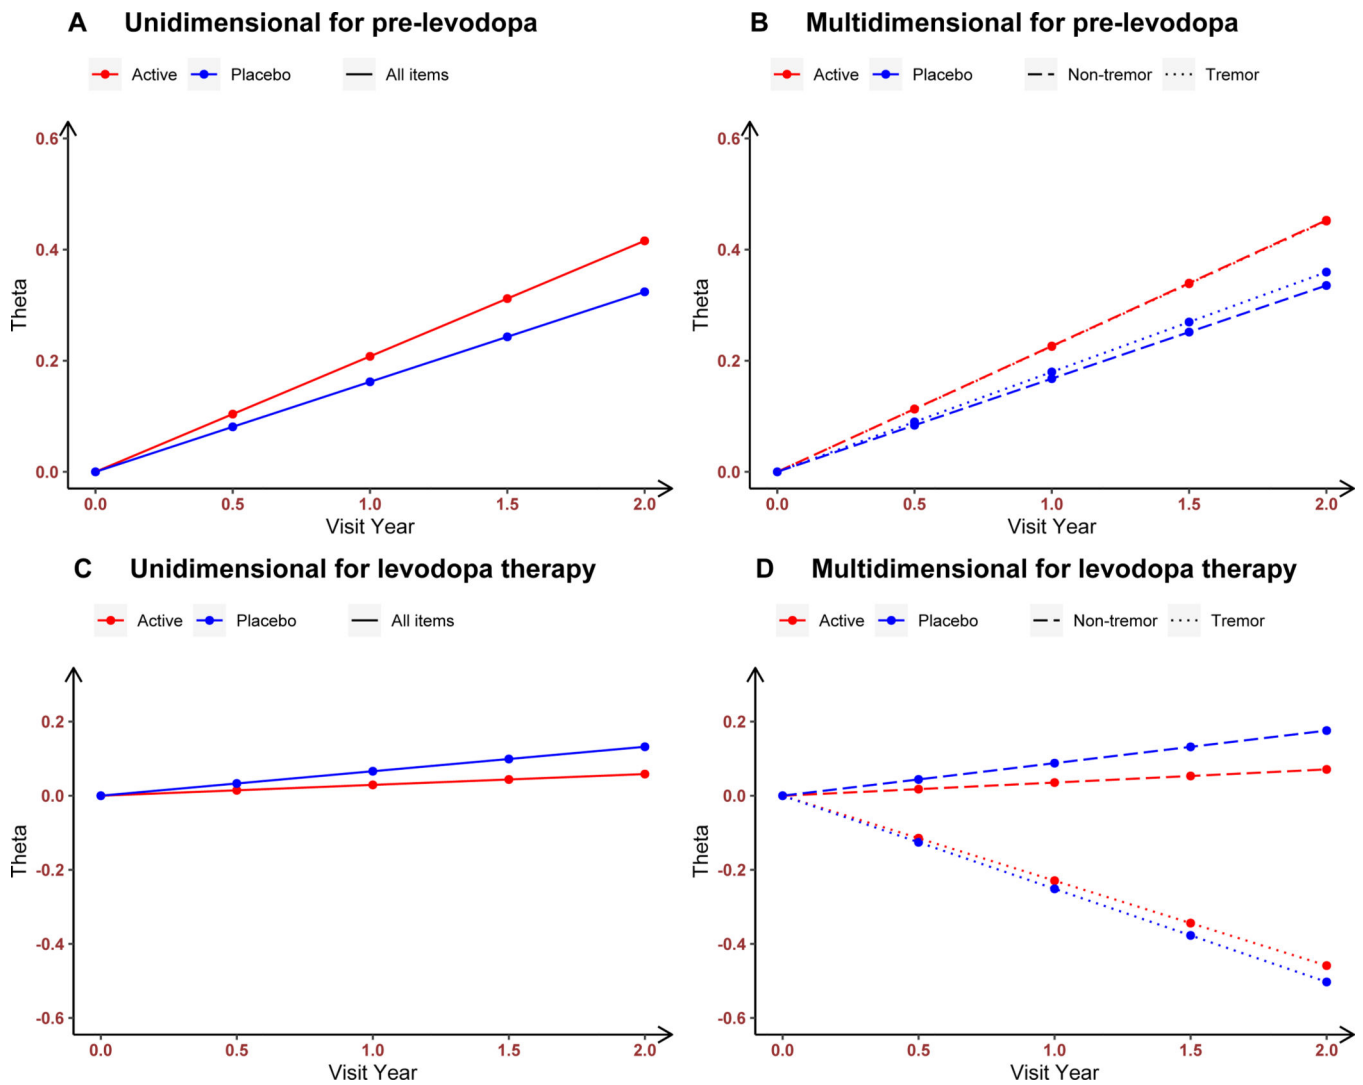 A Unidimensional for pre-levodopa
Active Placebo All items
0.6
0.4
0.2
0.0
Theta
0.0 0.5 1.0 1.5 2.0
Visit Year
B Multidimensional for pre-levodopa
Active Placebo Non-tremor Tremor
0.6
0.4
0.2
0.0
Theta
0.0 0.5 1.0 1.5 2.0
Visit Year
C Unidimensional for levodopa therapy
Active Placebo All items
0.2
0.0
-0.2
-0.4
-0.6
Theta
0.0 0.5 1.0 1.5 2.0
Visit Year
D Multidimensional for levodopa therapy
Active Placebo Non-tremor Tremor
0.2
0.0
-0.2
-0.4
-0.6
Theta
0.0 0.5 1.0 1.5 2.0
Visit Year